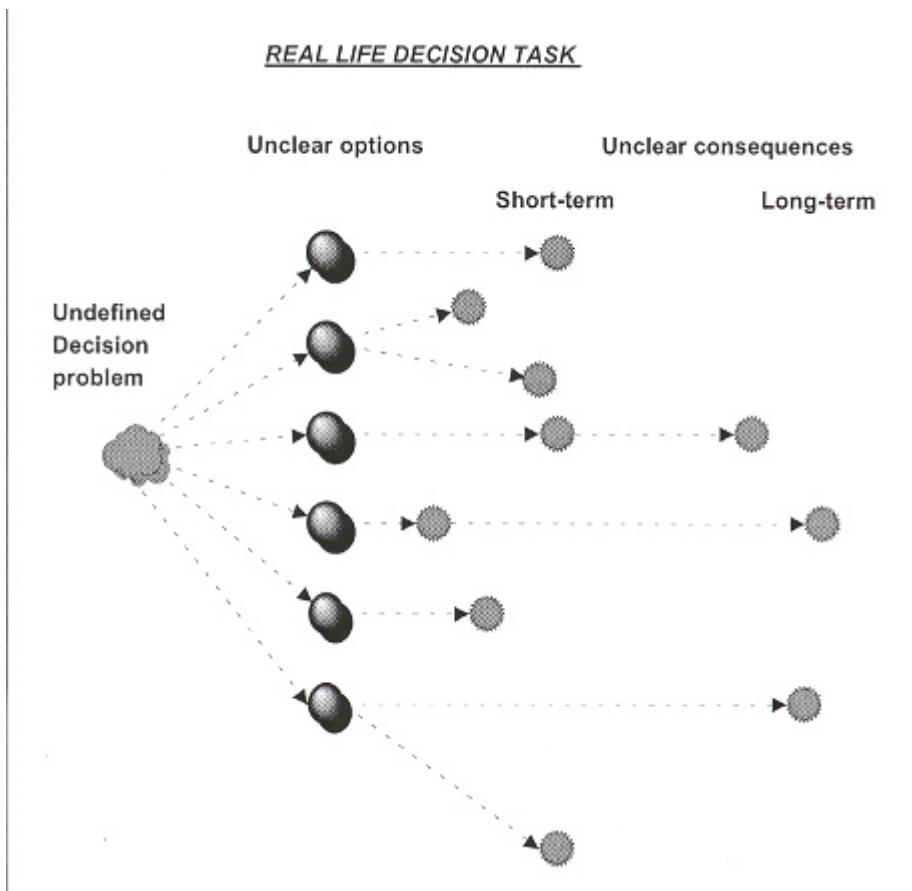 REAL LIFE DECISION TASK
Unclear options
Unclear consequences
Short-term
Long-term
Undefined
Decision
problem